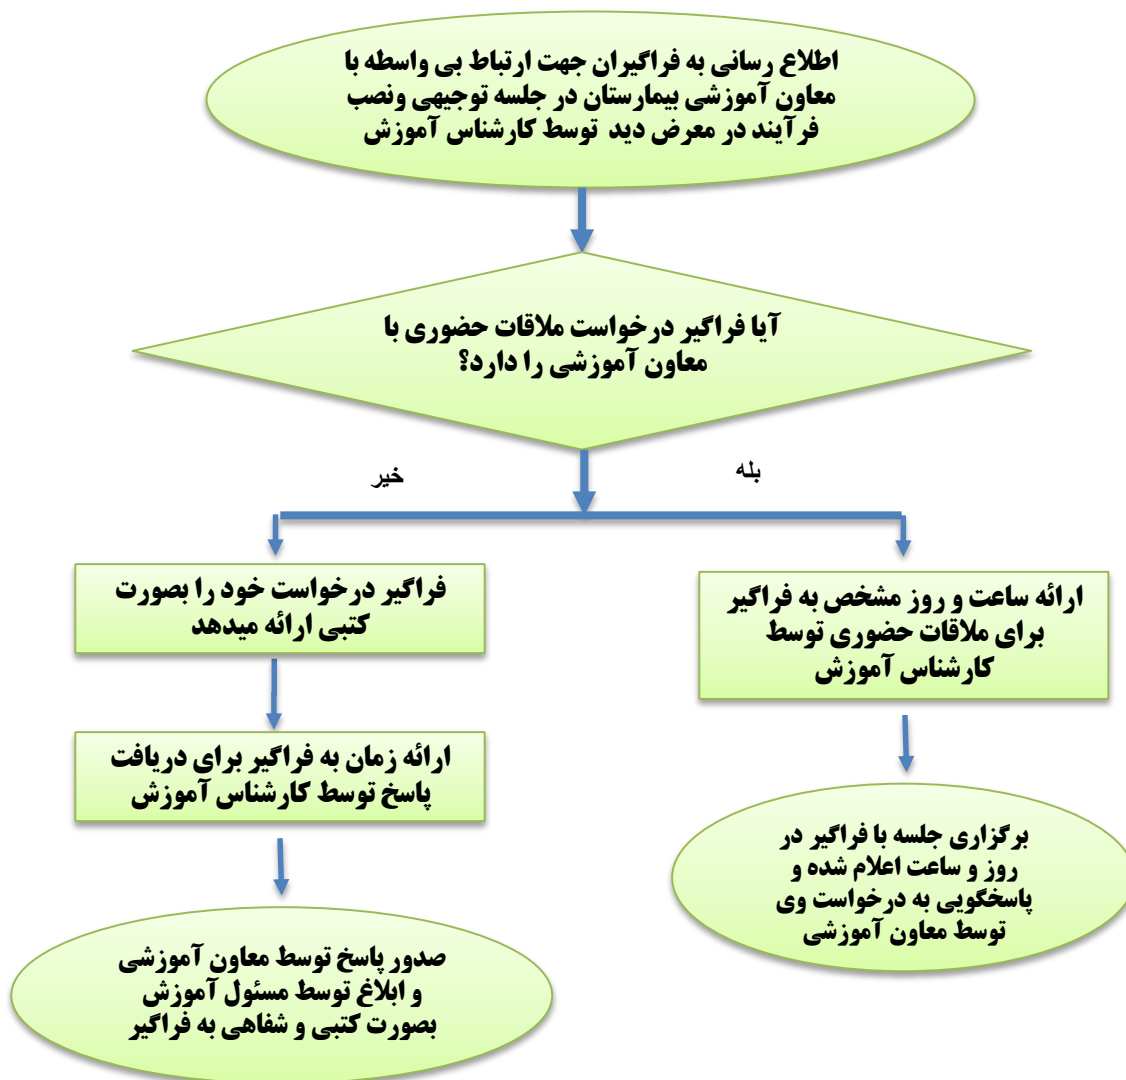 اطلاع رسانی به فراگیران جهت ارتباط بی واسطه با
معاون آموزشی بیمارستان در جلسه توجیهی ونصب
فرآیند در معرض دید توسط کارشناس آموزش
آیا فراگیر درخواست ملاقات حضوری با
معاون آموزشی را دارد؟
بله
خیر
ارائه ساعت و روز مشخص به فراگیر
برای ملاقات حضوری توسط
کارشناس آموزش
برگزاری جلسه با فراگیر در
روز و ساعت اعلام شده و
پاسخگویی به درخواست وی
توسط معاون آموزشی
فراگیر درخواست خود را بصورت
کتبی ارائه میدهد
ارائه زمان به فراگیر برای دریافت
پاسخ توسط کارشناس آموزش
صدور پاسخ توسط معاون آموزشی
و ابلاغ توسط مسئول آموزش
بصورت کتبی و شفاهی به فراگیر